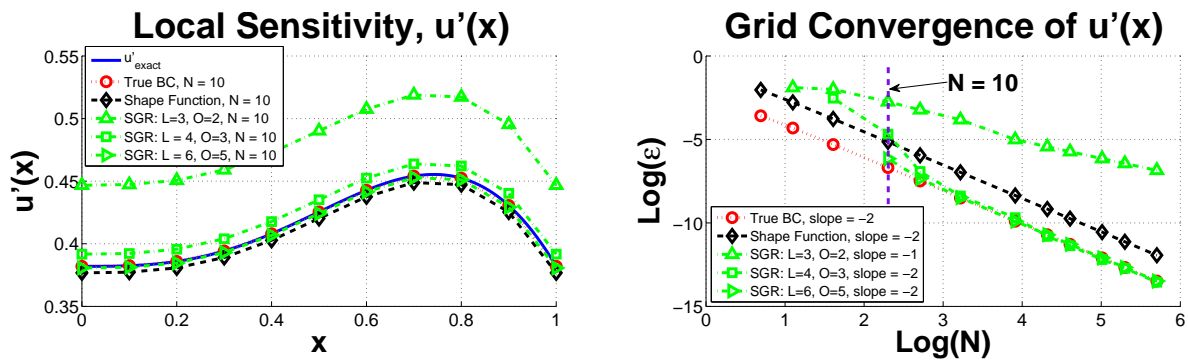 Local Sensitivity, u'(x)
0.55
0.5
0.45
0.4
0.35
u'(x)
u'exact
True BC, N = 10
Shape Function, N = 10
SGR: L=3, O=2, N = 10
SGR: L = 4, O=3, N = 10
SGR: L = 6, O=5, N = 10
0
0.2
0.4
0.6
0.8
1
x
Grid Convergence of u'(x)
0
−5
−10
−15
Log(ε)
N = 10
True BC, slope = −2
Shape Function, slope = −2
SGR: L=3, O=2, slope = −1
SGR: L=4, O=3, slope = −2
SGR: L=6, O=5, slope = −2
0
1
2
3
4
5
6
Log(N)